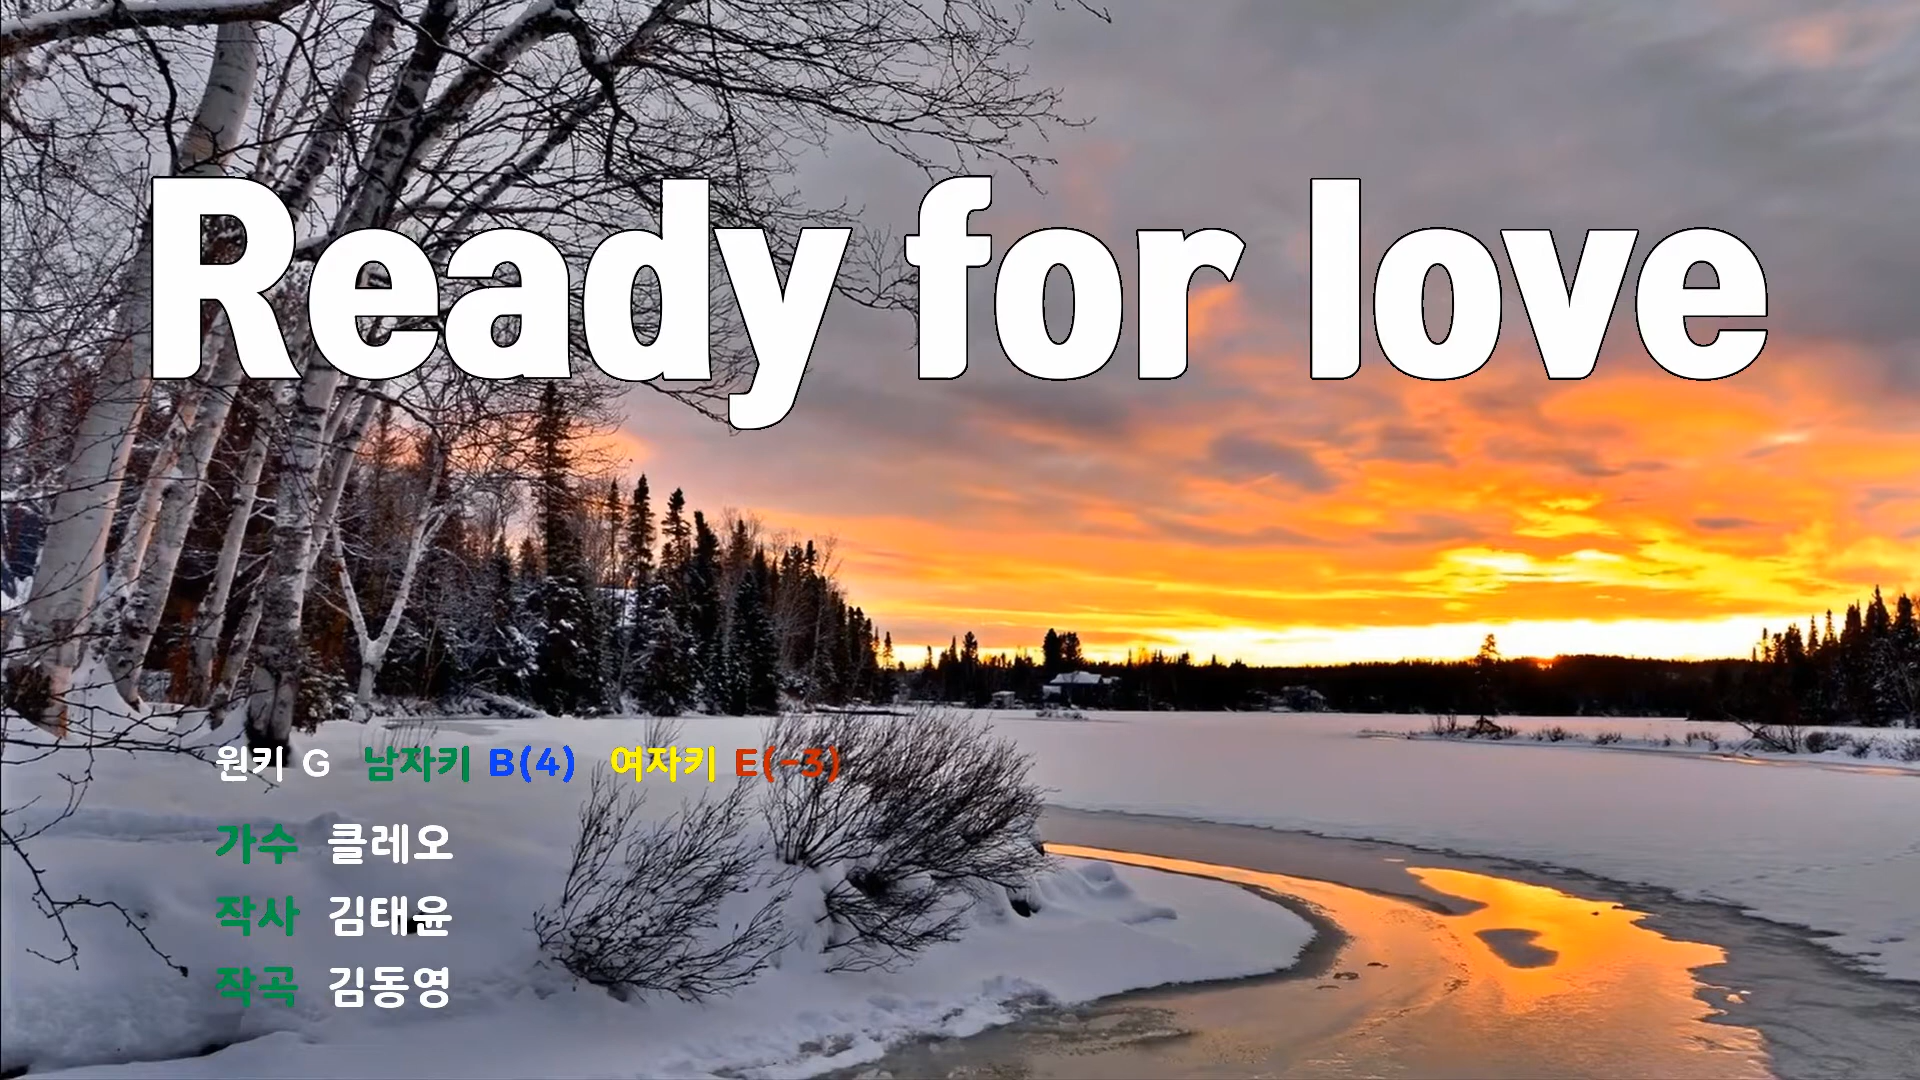 Ready for love
원키 G 남자키 B(4) 여자키 E(-3)
가수 클레오
작사 김태윤
작곡 김동영